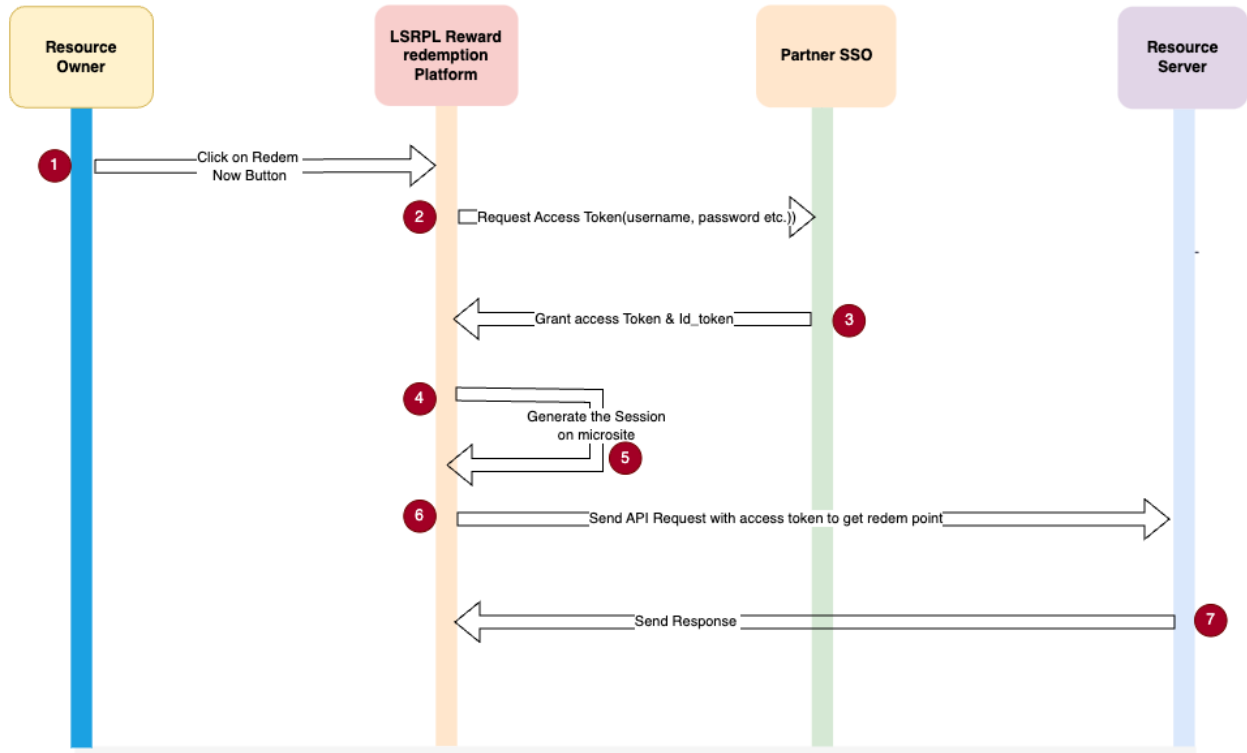 Resource
Owner
LSRPL Reward
redemption
Platform
Partner SSO
Resource
Server
1
Click on Redem
Now Button
2
Request Access Token(username, password etc.))
Grant access Token & Id_token
3
4
Generate the Session
on microsite
5
6
Send API Request with access token to get redem point
Send Response
7